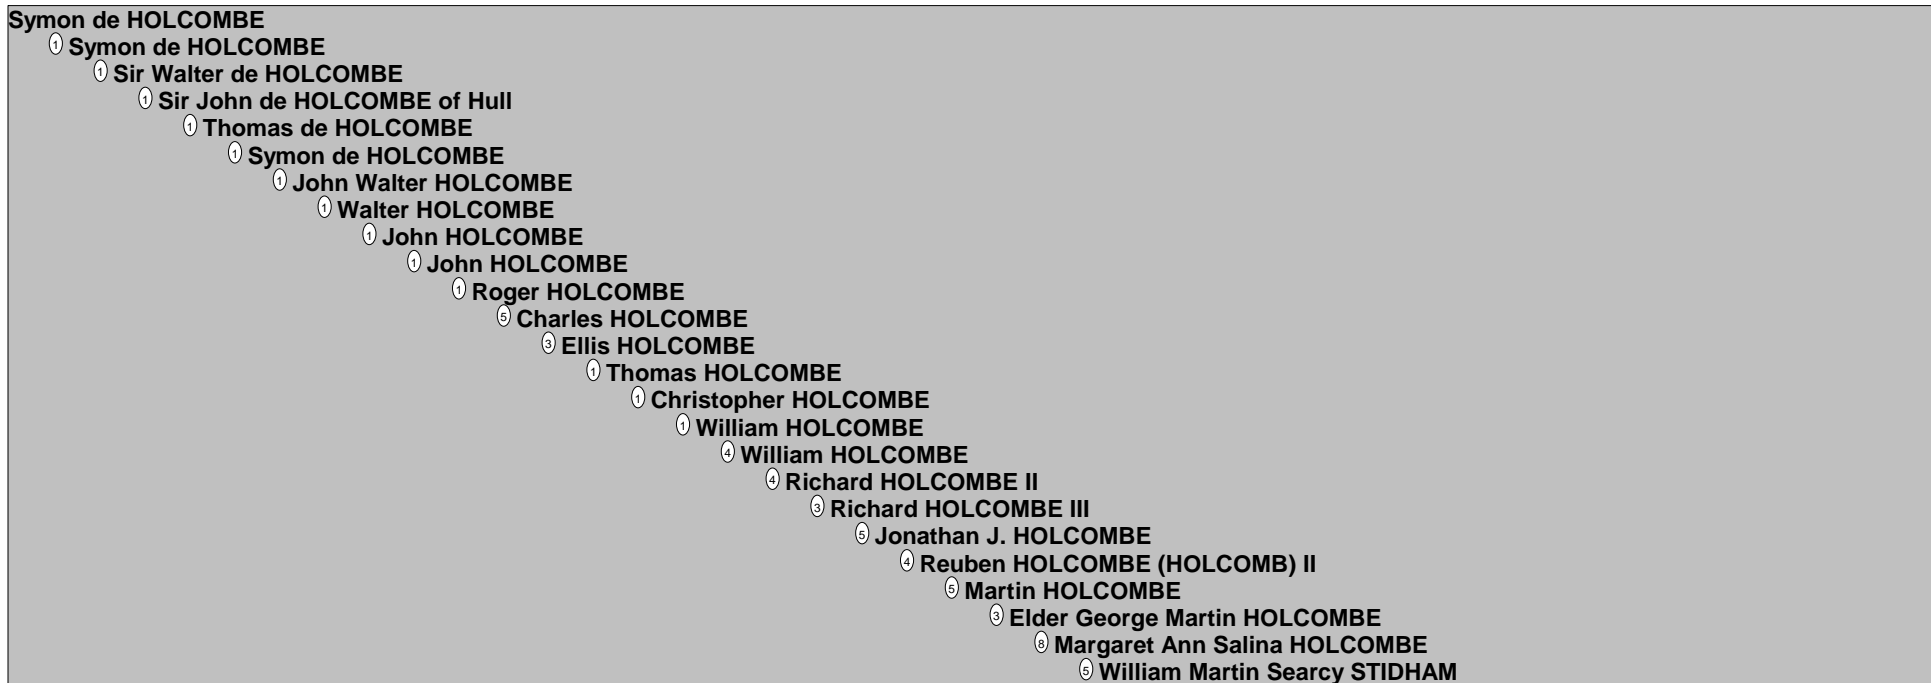 Symon de HOLCOMBE
1 Symon de HOLCOMBE
1 Sir Walter de HOLCOMBE
1 Sir John de HOLCOMBE of Hull
1 Thomas de HOLCOMBE
1 Symon de HOLCOMBE
1 John Walter HOLCOMBE
1 Walter HOLCOMBE
1 John HOLCOMBE
1 John HOLCOMBE
1 Roger HOLCOMBE
5 Charles HOLCOMBE
3 Ellis HOLCOMBE
1 Thomas HOLCOMBE
1 Christopher HOLCOMBE
1 William HOLCOMBE
4 William HOLCOMBE
4 Richard HOLCOMBE II
3 Richard HOLCOMBE III
5 Jonathan J. HOLCOMBE
4 Reuben HOLCOMBE (HOLCOMB) II
5 Martin HOLCOMBE
3 Elder George Martin HOLCOMBE
8 Margaret Ann Salina HOLCOMBE
5 William Martin Searcy STIDHAM